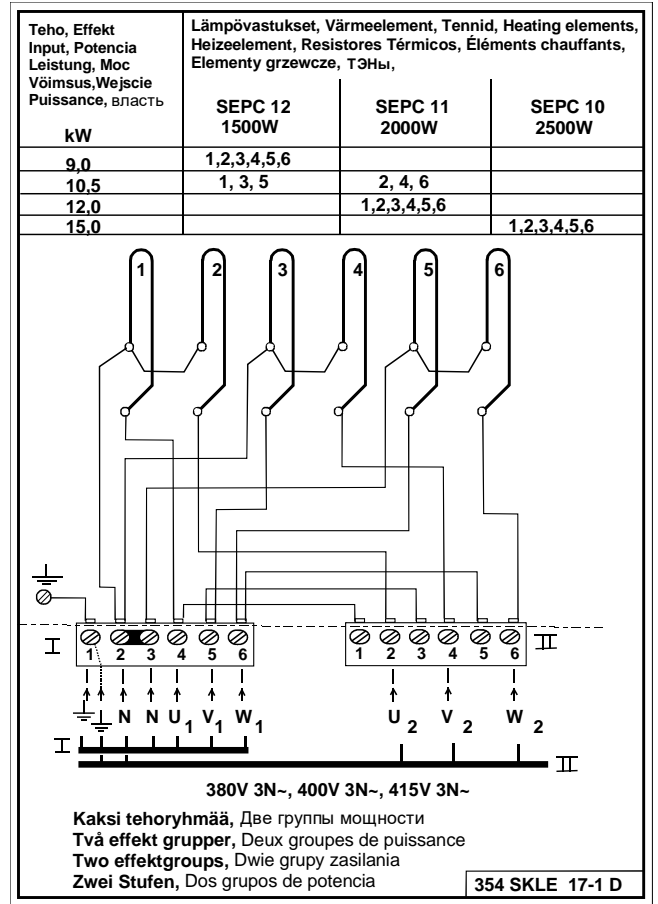 Teho, Effekt
Input, Potencia
Leistung, Moc
Vöimsus,Wejscie
Puissance, власть
kW
Lämpövastukset, Värmeelement, Tennid, Heating elements,
Heizeelement, Resistores Térmicos, Éléments chauffants,
Elementy grzewcze, ТЭНы,
SEPC 12 SEPC 11 SEPC 10
1500W 2000W 2500W
9,0 1,2,3,4,5,6
10,5 1, 3, 5 2, 4, 6
12,0 1,2,3,4,5,6
15,0 1,2,3,4,5,6
1 2 3 4 5 6
I 1 2 3 4 5 6 1 2 3 4 5 6 II
N N U1 V1 W1 U2 V2 W2
I
II
380V 3N~, 400V 3N~, 415V 3N~
Kaksi tehoryhmää, Две группы мощности
Två effekt grupper, Deux groupes de puissance
Two effektgroups, Dwie grupy zasilania
Zwei Stufen, Dos grupos de potencia
354 SKLE 17-1 D